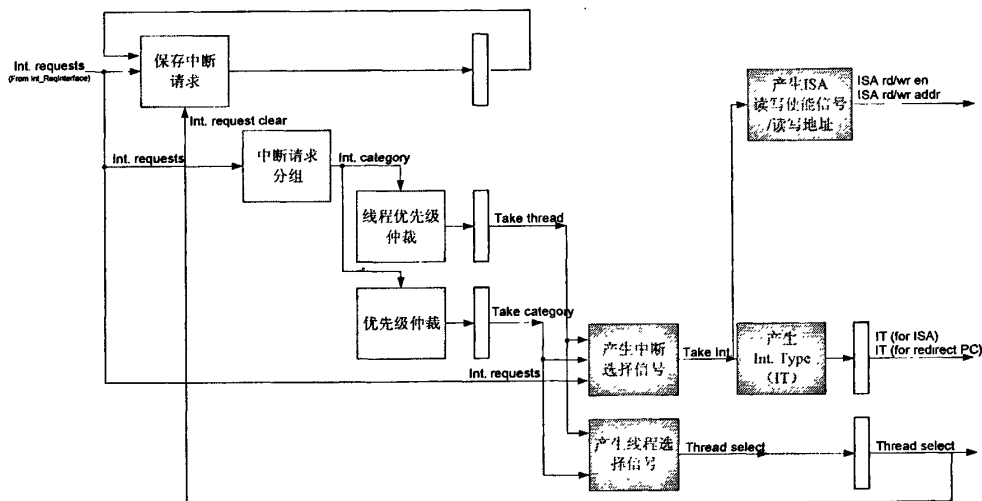 Int. requests
(From Int_ReqInterface)
保存中断
请求
产生ISA
读写使能信号
/读写地址
ISA rd/wr en
ISA rd/wr addr
Int. request clear
Int. requests
中断请求
分组
Int. category
线程优先级
仲裁
Take thread
优先级仲裁
Take category
产生中断
选择信号
Int. requests
Take Int
产生
Int. Type
（IT）
IT (for ISA)
IT (for redirect PC)
产生线程选
择信号
Thread select
Thread select